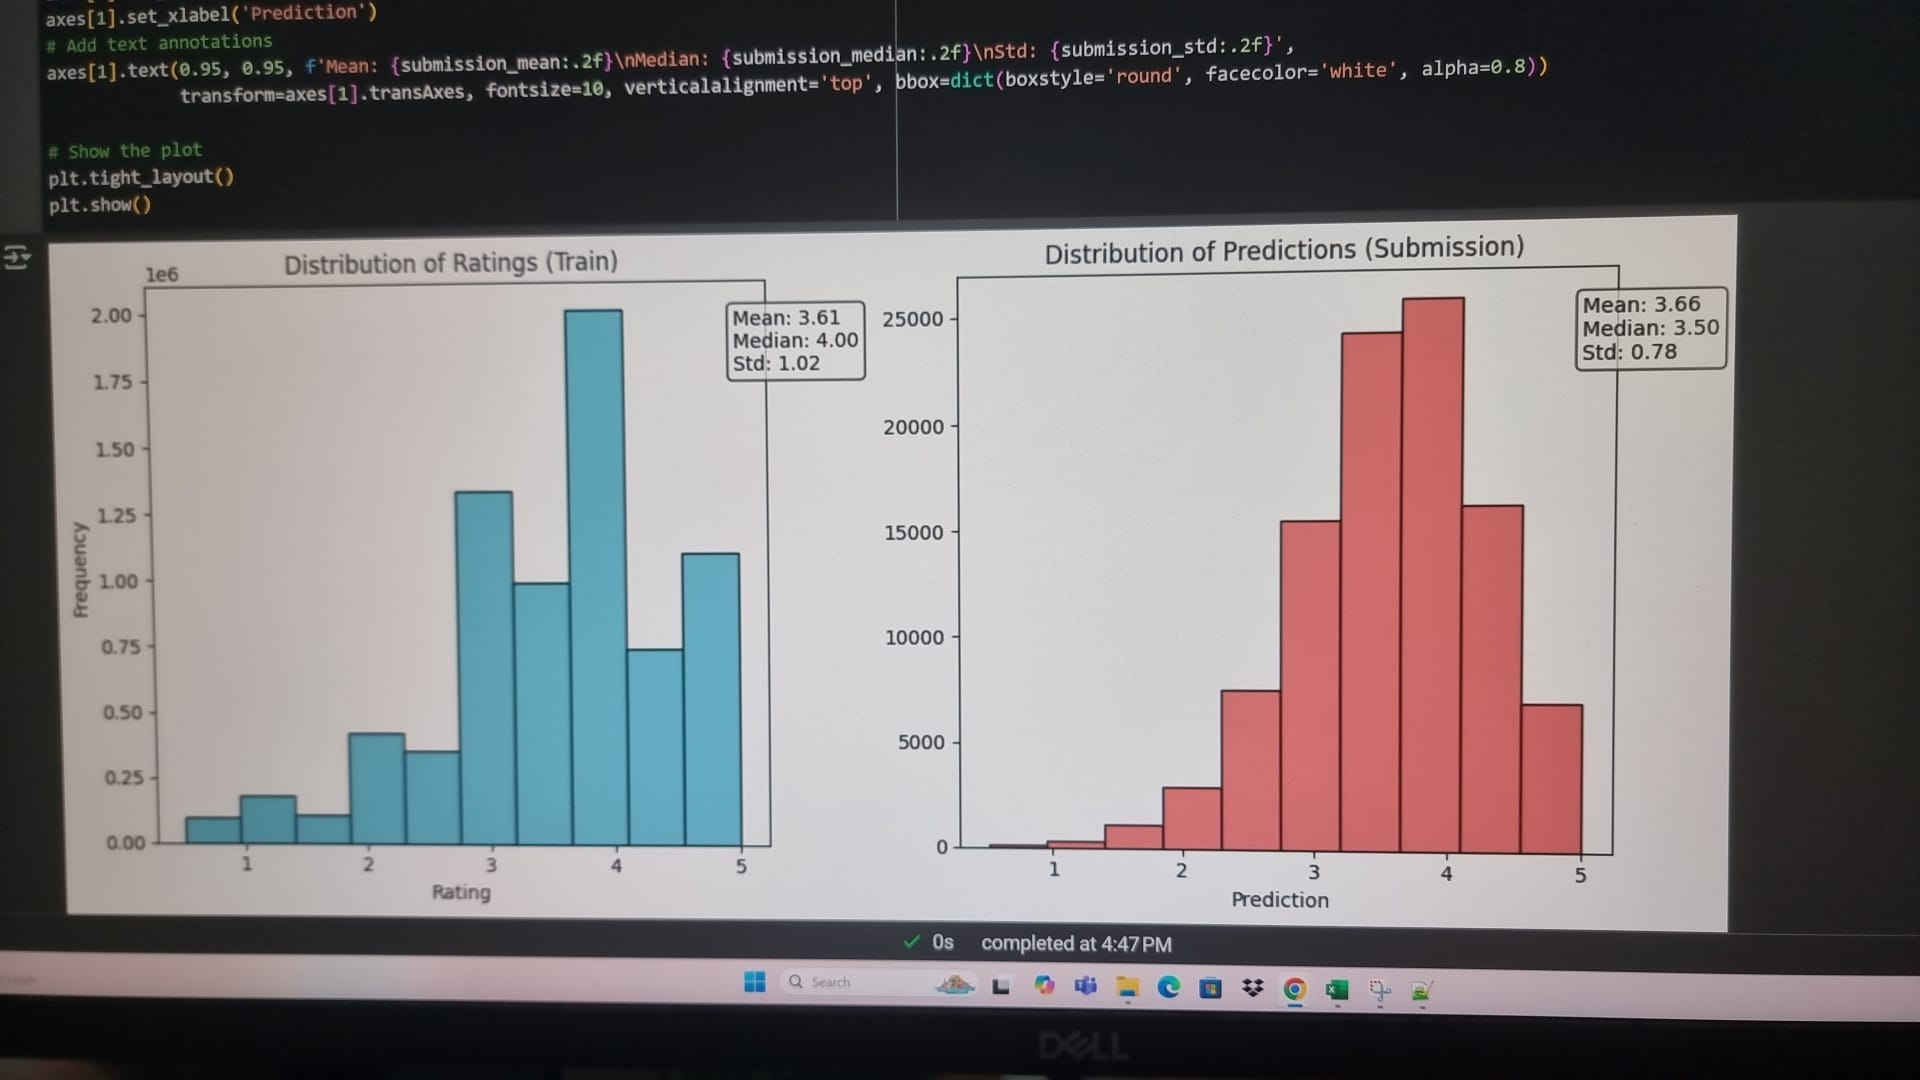 axes[1].set_xlabel('Prediction')
# Add text annotations
axes[1].text(0.95, 0.95, f'Mean: {submission_mean:.2f}\nMedian: {submission_median:.2f}\nStd: {submission_std:.2f}',
transform=axes[1].transAxes, fontsize=10, verticalalignment='top', bbox=dict(boxstyle='round', facecolor='white', alpha=0.8))
# Show the plot
plt.tight_layout()
plt.show()
Distribution of Ratings (Train)
1e6
2.00
1.75
1.50
1.25
1.00
0.75
0.50
0.25
0.00
Frequency
Mean: 3.61
Median: 4.00
Std: 1.02
1 2 3 4 5
Rating
Distribution of Predictions (Submission)
25000
20000
15000
10000
5000
0
Mean: 3.66
Median: 3.50
Std: 0.78
1 2 3 4 5
Prediction
0s completed at 4:47 PM
Search
DELL